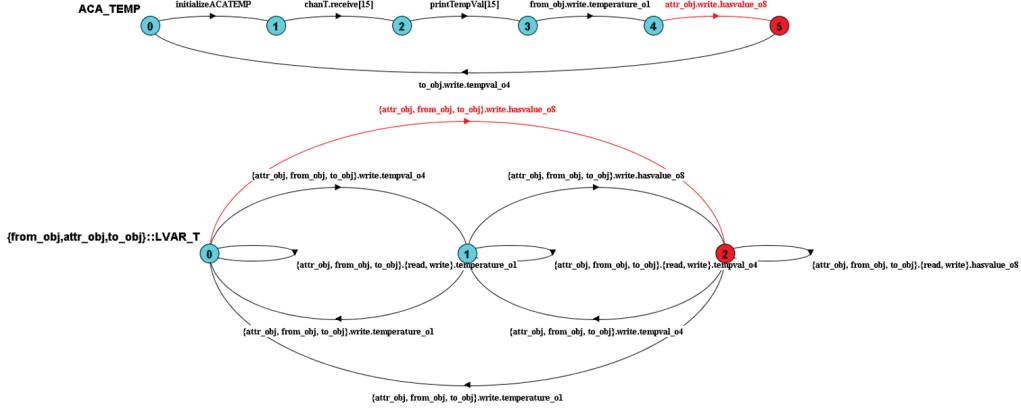 ACA_TEMP
initializeACATEMP
chanT.receive[15]
printTempVal[15]
from_obj.write.temperature_o1
attr_obj.write.hasvalue_o8
0
1
2
3
4
5
to_obj.write.tempval_o4
{attr_obj, from_obj, to_obj}.write.hasvalue_o8
{attr_obj, from_obj, to_obj}.write.tempval_o4
{attr_obj, from_obj, to_obj}.write.hasvalue_o8
{from_obj,attr_obj,to_obj}::LVAR_T
0
1
2
{attr_obj, from_obj, to_obj}.{read, write}.temperature_o1
{attr_obj, from_obj, to_obj}.{read, write}.tempval_o4
{attr_obj, from_obj, to_obj}.{read, write}.hasvalue_o8
{attr_obj, from_obj, to_obj}.write.temperature_o1
{attr_obj, from_obj, to_obj}.write.tempval_o4
{attr_obj, from_obj, to_obj}.write.temperature_o1